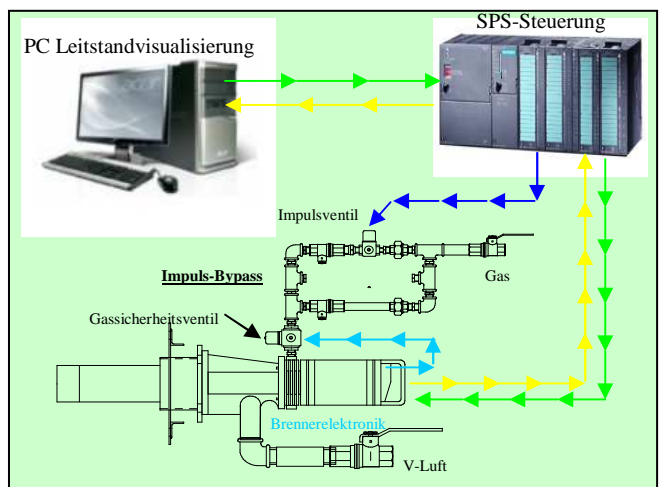 SPS-Steuerung
PC Leitstandvisualisierung
Impulsventil
Impuls-Bypass
Gas
Gassicherheitsventil
Brennerelektronik
V-Luft